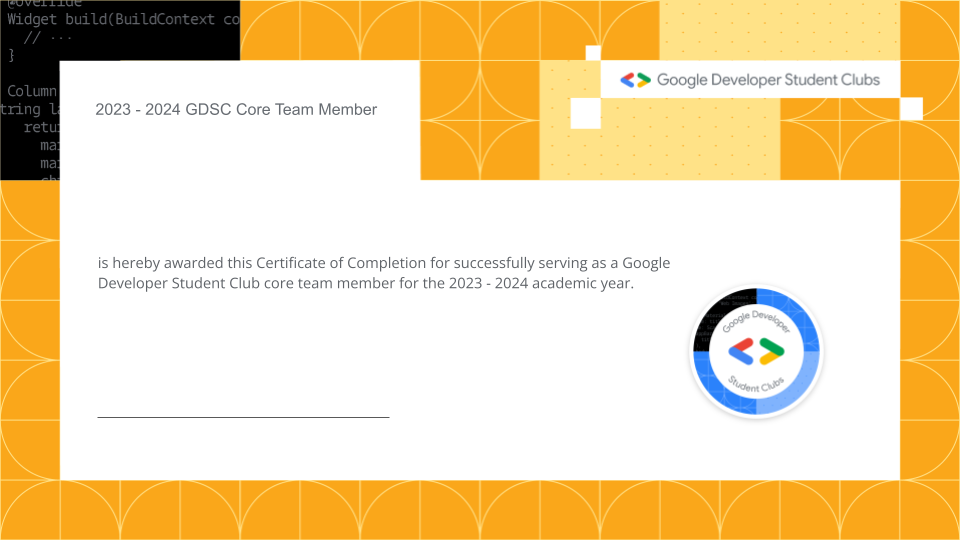 @override
Widget build(BuildContext co
// ...
}
Column
tring la
retur
ma
ma
ch
Google Developer Student Clubs
2023 - 2024 GDSC Core Team Member
is hereby awarded this Certificate of Completion for successfully serving as a Google
Developer Student Club core team member for the 2023 - 2024 academic year.
Google Developer
Student Clubs